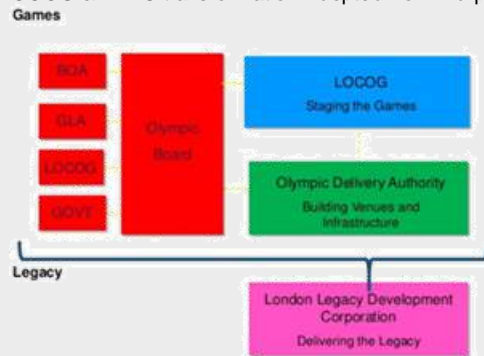 Games
BOA
GLA
LOCOG
GOVT
Olympic
Board
LOCOG
Staging the Games
Olympic Delivery Authority
Building Venues and
Infrastructure
Legacy
London Legacy Development
Corporation
Delivering the Legacy